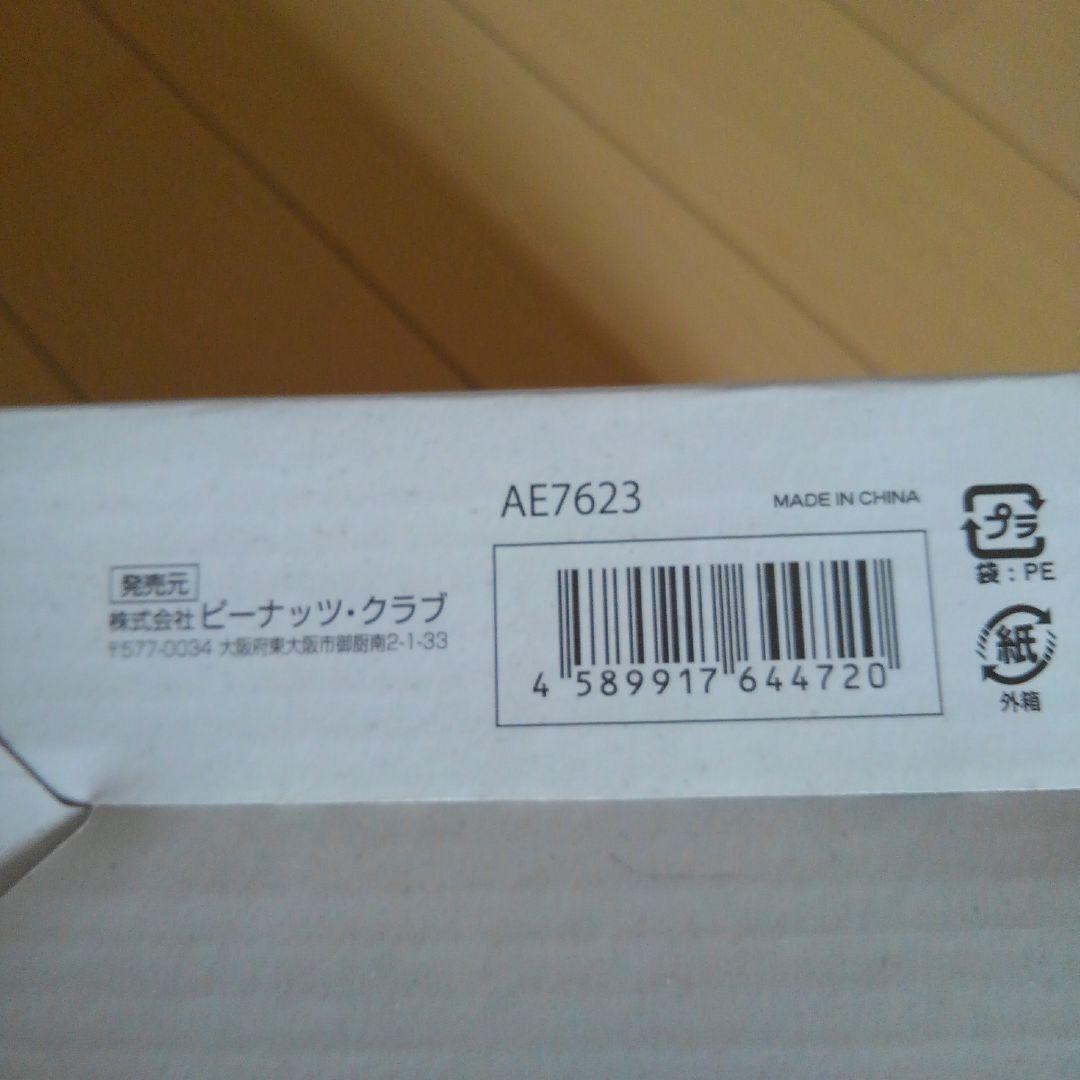 AE7623
MADE IN CHINA
プラ
袋：PE
発売元
株式会社ピーナッツ・クラブ
〒577-0034 大阪府東大阪市御厨南2-1-33
4 589917 644720
紙
外箱